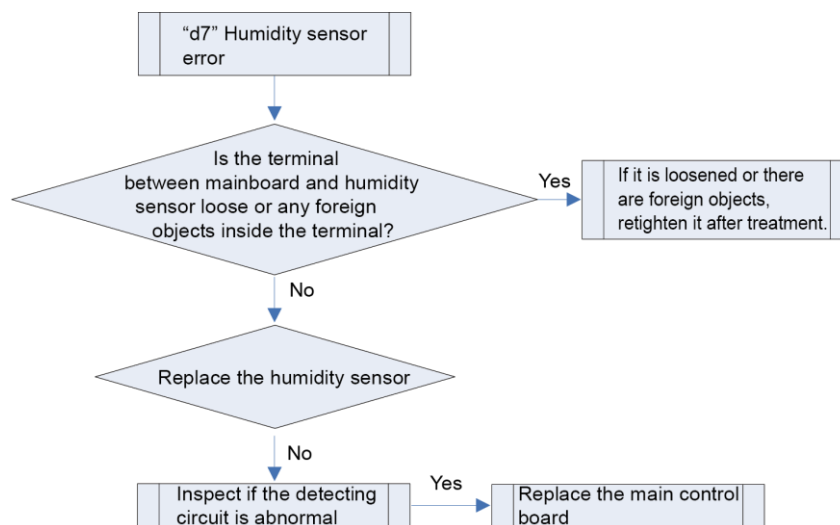 “d7” Humidity sensor
error
Is the terminal
between mainboard and humidity
sensor loose or any foreign
objects inside the terminal?
Yes
If it is loosened or there
are foreign objects,
retighten it after treatment.
No
Replace the humidity sensor
No
Inspect if the detecting
circuit is abnormal
Yes
Replace the main control
board